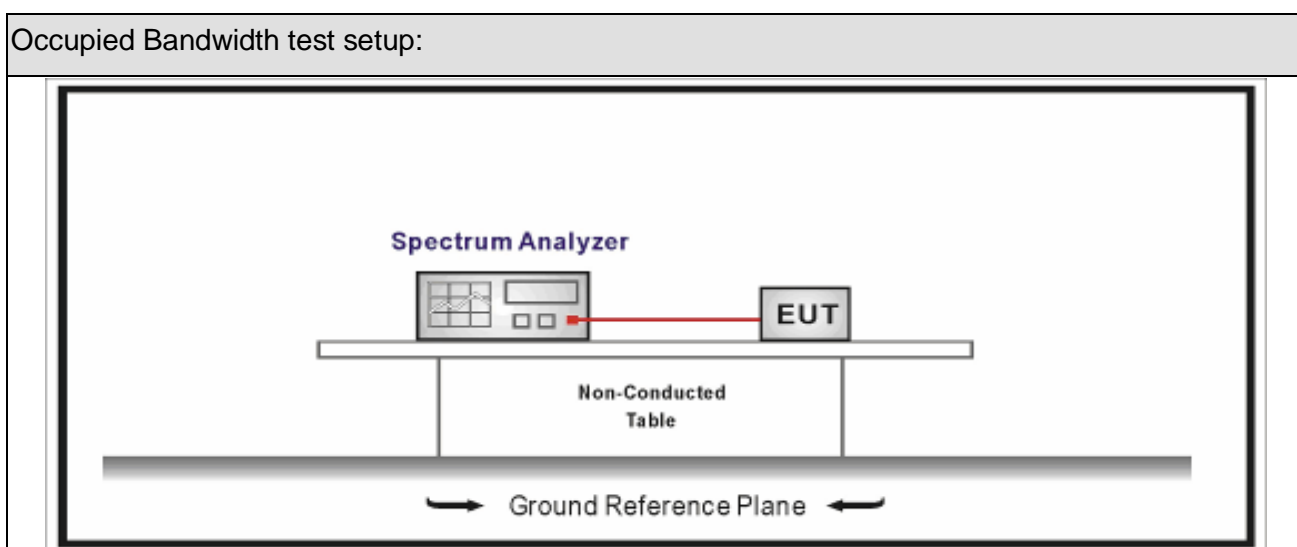 Occupied Bandwidth test setup:
Spectrum Analyzer
EUT
Non-Conducted
Table
Ground Reference Plane